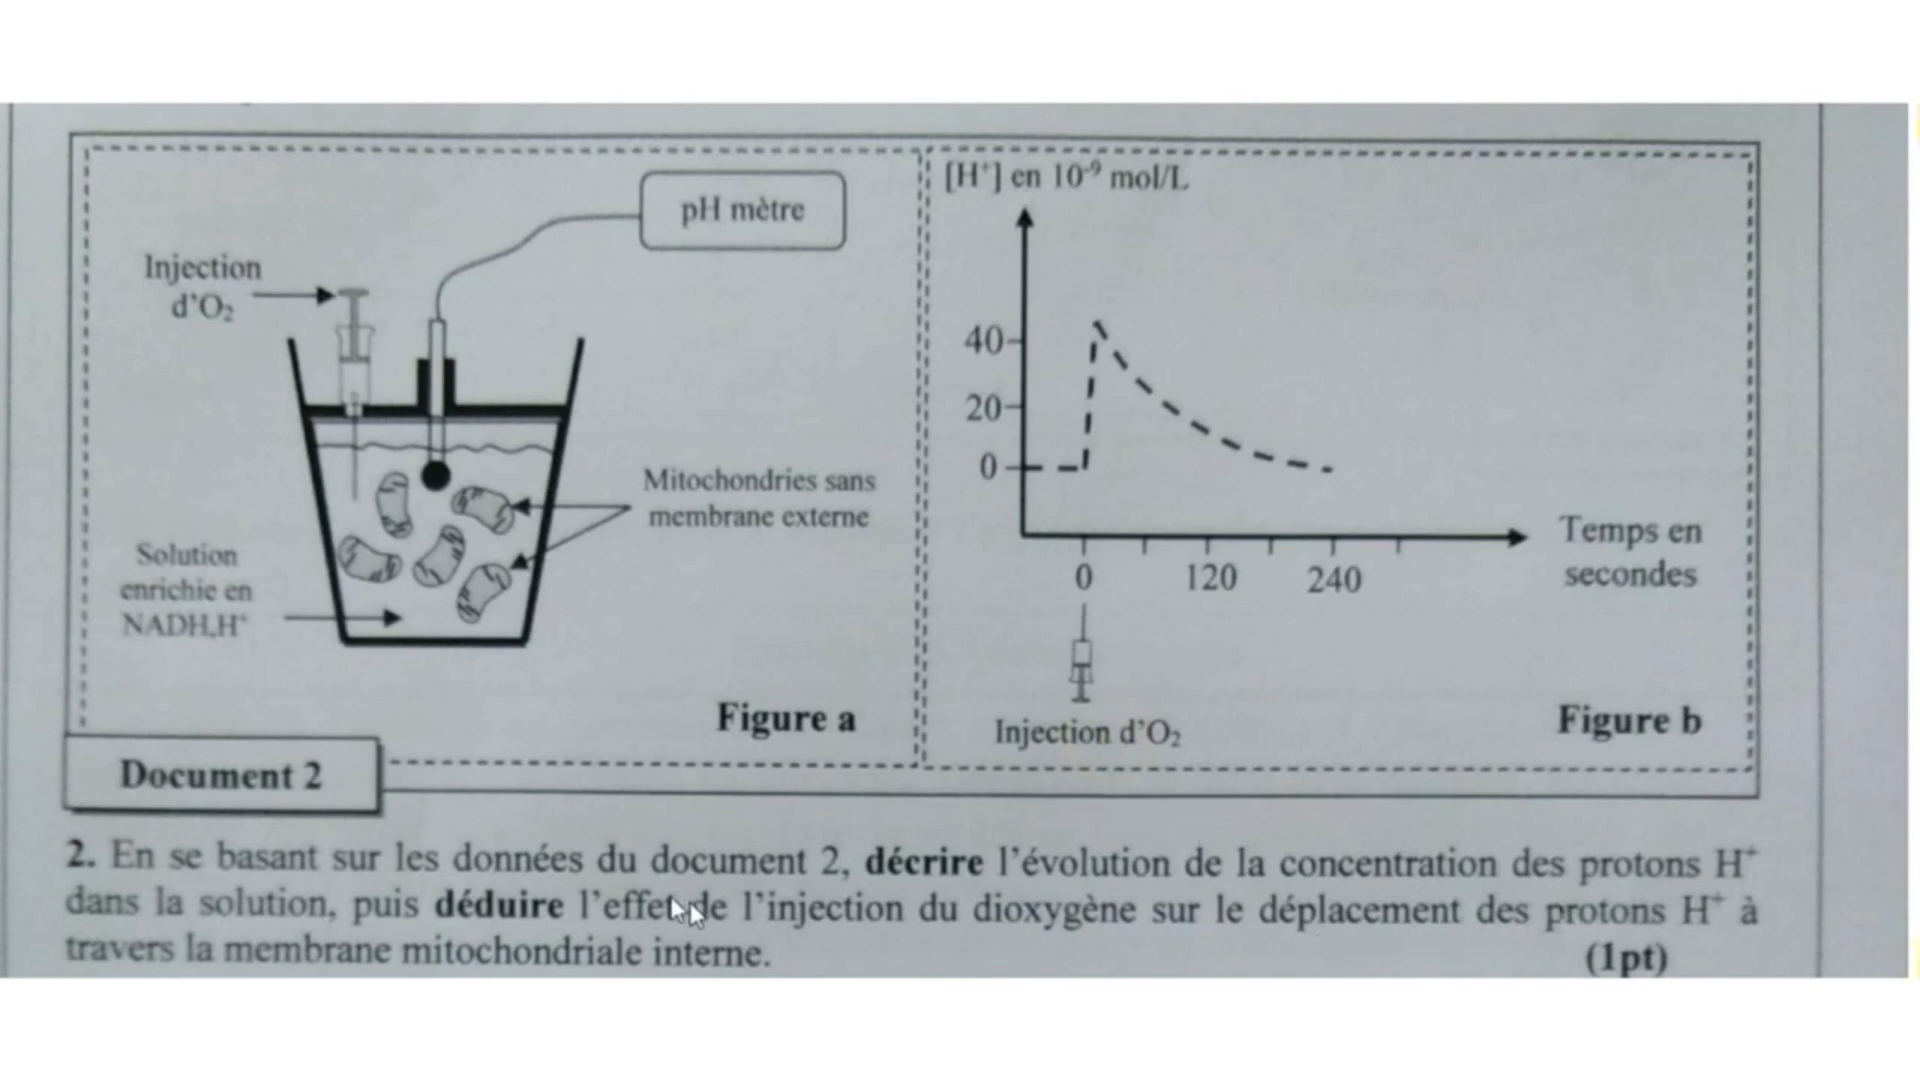 pH mètre
Injection
d'O₂
Mitochondries sans
membrane externe
Solution
enrichie en
NADH,H⁺
Figure a
[H⁺] en 10⁻⁹ mol/L
40
20
0
0 120 240
Temps en
secondes
Injection d'O₂
Figure b
Document 2
2. En se basant sur les données du document 2, décrire l'évolution de la concentration des protons H⁺
dans la solution, puis déduire l'effet de l'injection du dioxygène sur le déplacement des protons H⁺ à
travers la membrane mitochondriale interne. (1pt)